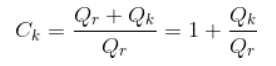 C_k = \frac{Q_r + Q_k}{Q_r} = 1 + \frac{Q_k}{Q_r}